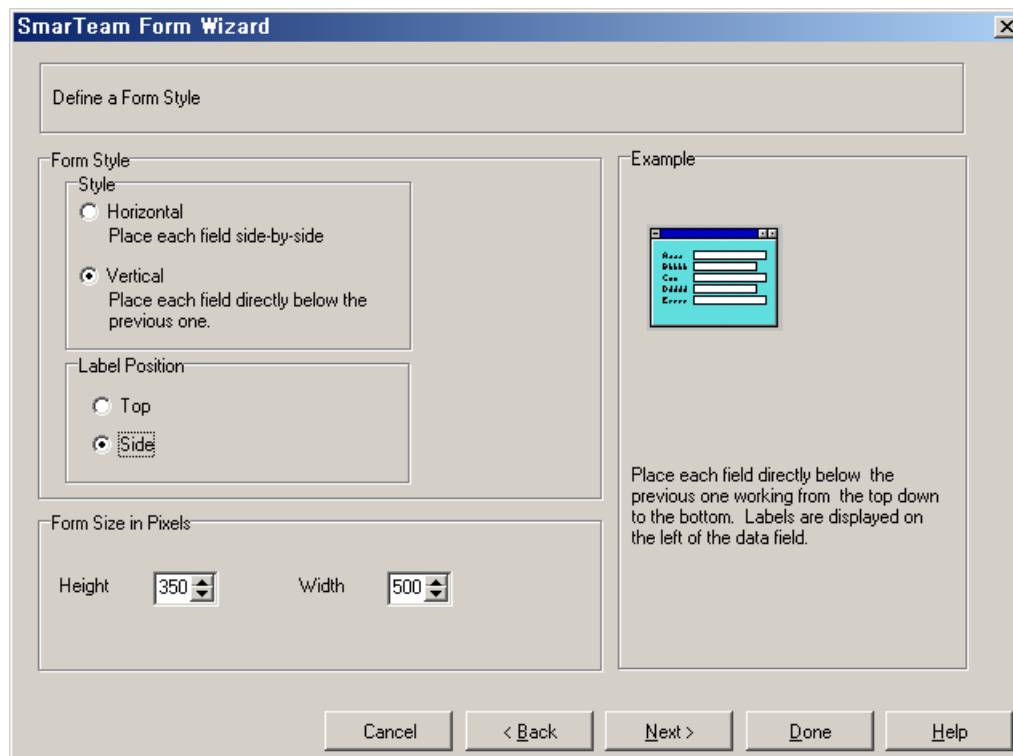 SmarTeam Form Wizard
Define a Form Style
Form Style
Style
Horizontal
Place each field side-by-side
Vertical
Place each field directly below the
previous one.
Label Position
Top
Side
Form Size in Pixels
Height 350 Width 500
Example
Place each field directly below the
previous one working from the top down
to the bottom. Labels are displayed on
the left of the data field.
Cancel < Back Next > Done Help